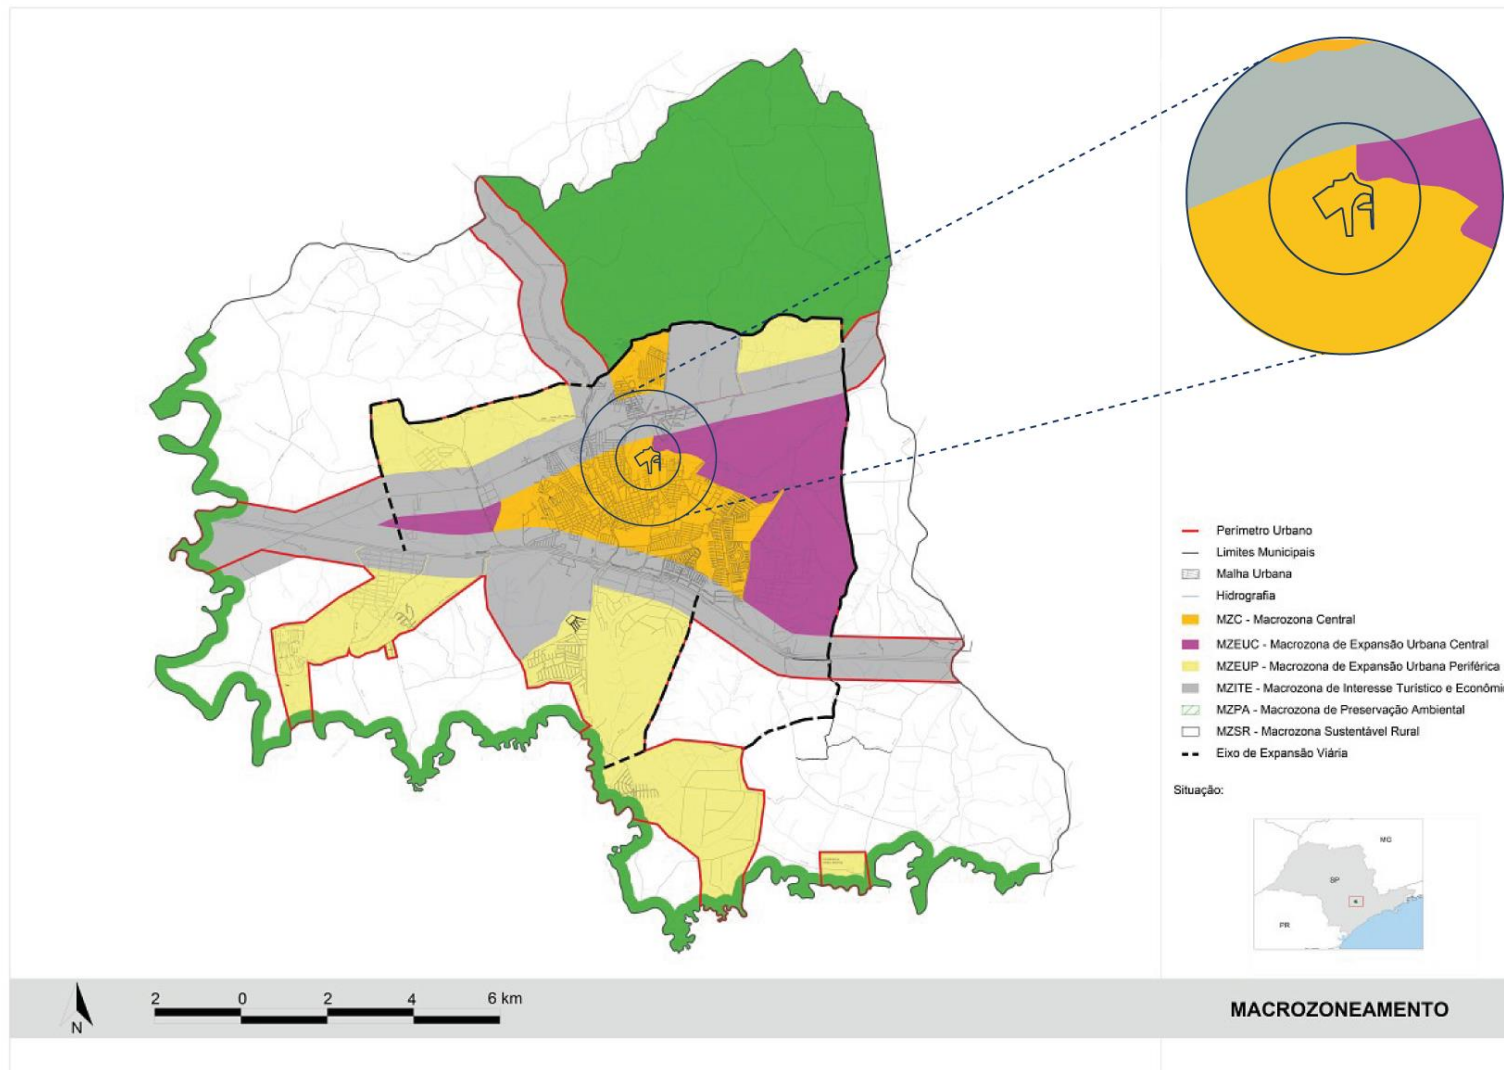 Perímetro Urbano
Limites Municipais
Malha Urbana
Hidrografia
MZC - Macrozona Central
MZEUC - Macrozona de Expansão Urbana Central
MZEUP - Macrozona de Expansão Urbana Periférica
MZITE - Macrozona de Interesse Turístico e Econômi
MZPA - Macrozona de Preservação Ambiental
MZSR - Macrozona Sustentável Rural
Eixo de Expansão Viária
Situação:
MG
SP
PR
2 0 2 4 6 km
N
MACROZONEAMENTO